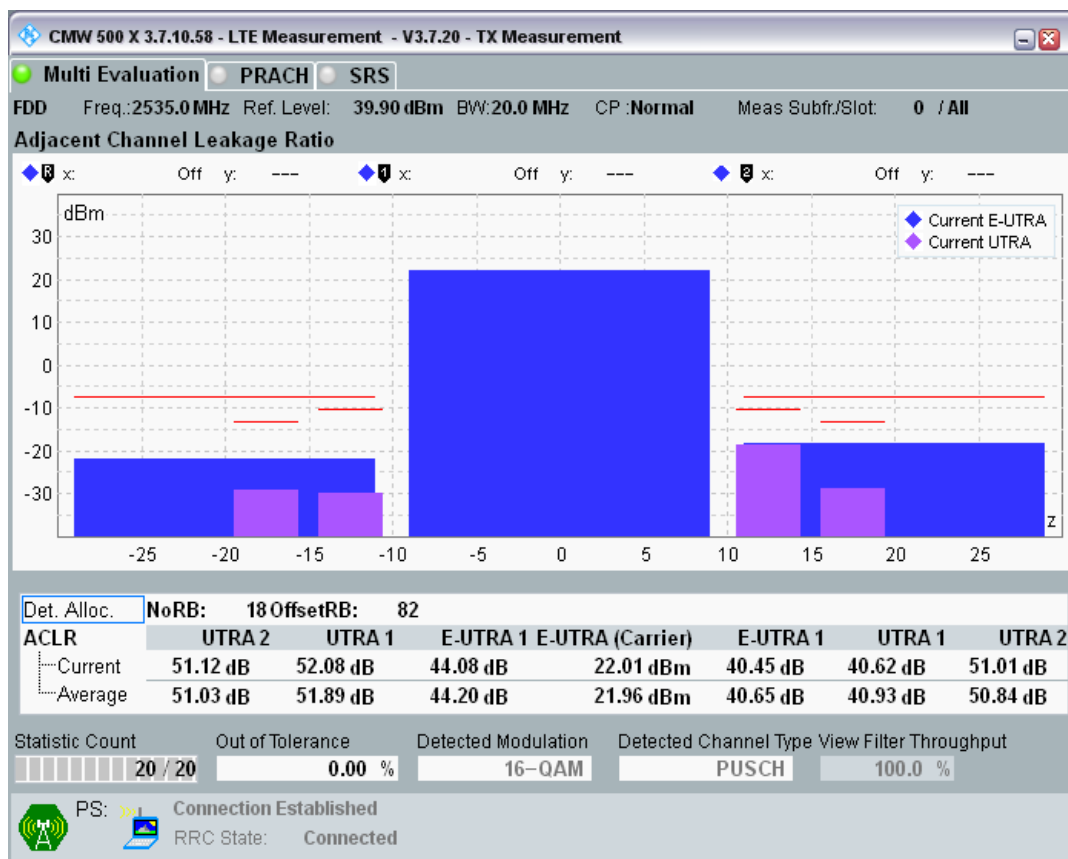 CMW 500 X 3.7.10.58 - LTE Measurement - V3.7.20 - TX Measurement
Multi Evaluation PRACH SRS
FDD Freq.:2535.0 MHz Ref. Level: 39.90 dBm BW:20.0 MHz CP :Normal Meas Subfr./Slot: 0 / All
Adjacent Channel Leakage Ratio
R x: Off y: --- 1 x: Off y: --- 2 x: Off y: ---
dBm
Current E-UTRA
Current UTRA
30
20
10
0
-10
-20
-30
z
-25 -20 -15 -10 -5 0 5 10 15 20 25
Det. Alloc. NoRB: 18 OffsetRB: 82
ACLR UTRA 2 UTRA 1 E-UTRA 1 E-UTRA (Carrier) E-UTRA 1 UTRA 1 UTRA 2
Current 51.12 dB 52.08 dB 44.08 dB 22.01 dBm 40.45 dB 40.62 dB 51.01 dB
Average 51.03 dB 51.89 dB 44.20 dB 21.96 dBm 40.65 dB 40.93 dB 50.84 dB
Statistic Count Out of Tolerance Detected Modulation Detected Channel Type View Filter Throughput
20 / 20 0.00 % 16-QAM PUSCH 100.0 %
PS: Connection Established
RRC State: Connected